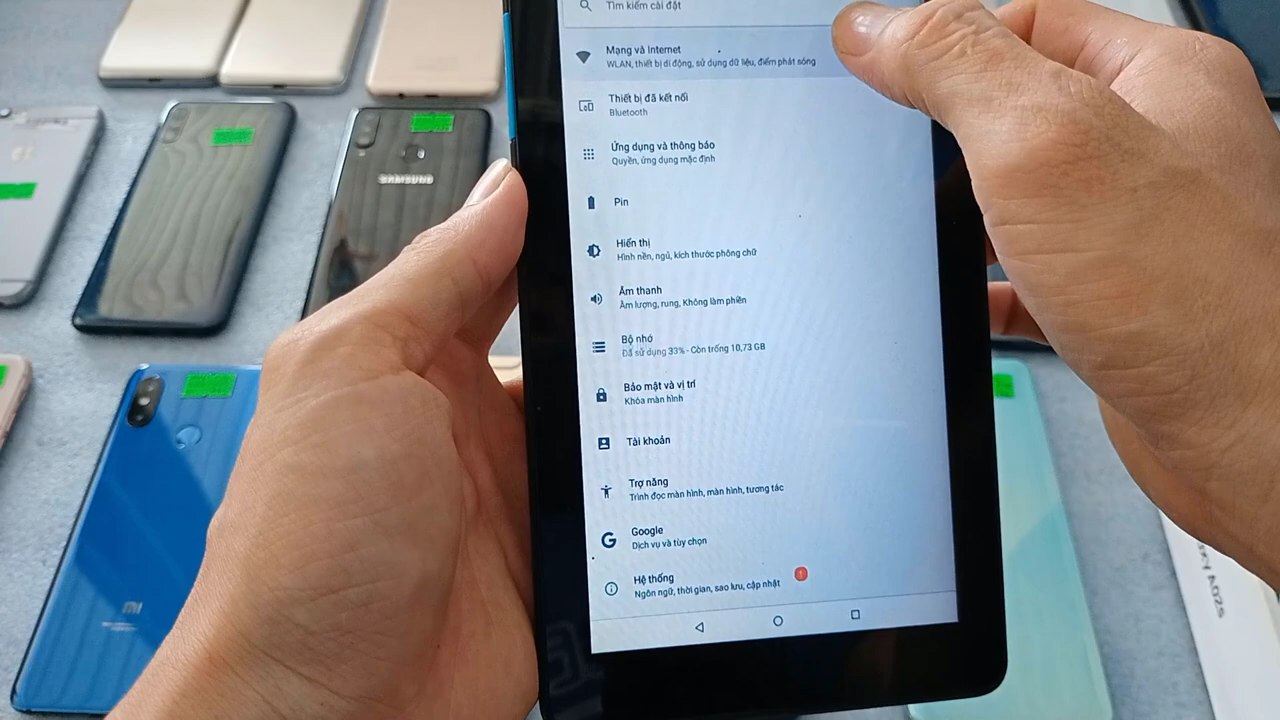 Tìm kiếm cài đặt
Mạng và Internet
WLAN, thiết bị di động, sử dụng dữ liệu, điểm phát sóng
Thiết bị đã kết nối
Bluetooth
Ứng dụng và thông báo
Quyền, ứng dụng mặc định
Pin
Hiển thị
Hình nền, ngủ, kích thước phông chữ
Âm thanh
Âm lượng, rung, Không làm phiền
Bộ nhớ
Đã sử dụng 33% - Còn trống 10,73 GB
Bảo mật và vị trí
Khóa màn hình
Tài khoản
Trợ năng
Trình đọc màn hình, màn hình, tương tác
Google
Dịch vụ và tùy chọn
Hệ thống
Ngôn ngữ, thời gian, sao lưu, cập nhật
SAMSUNG
MI